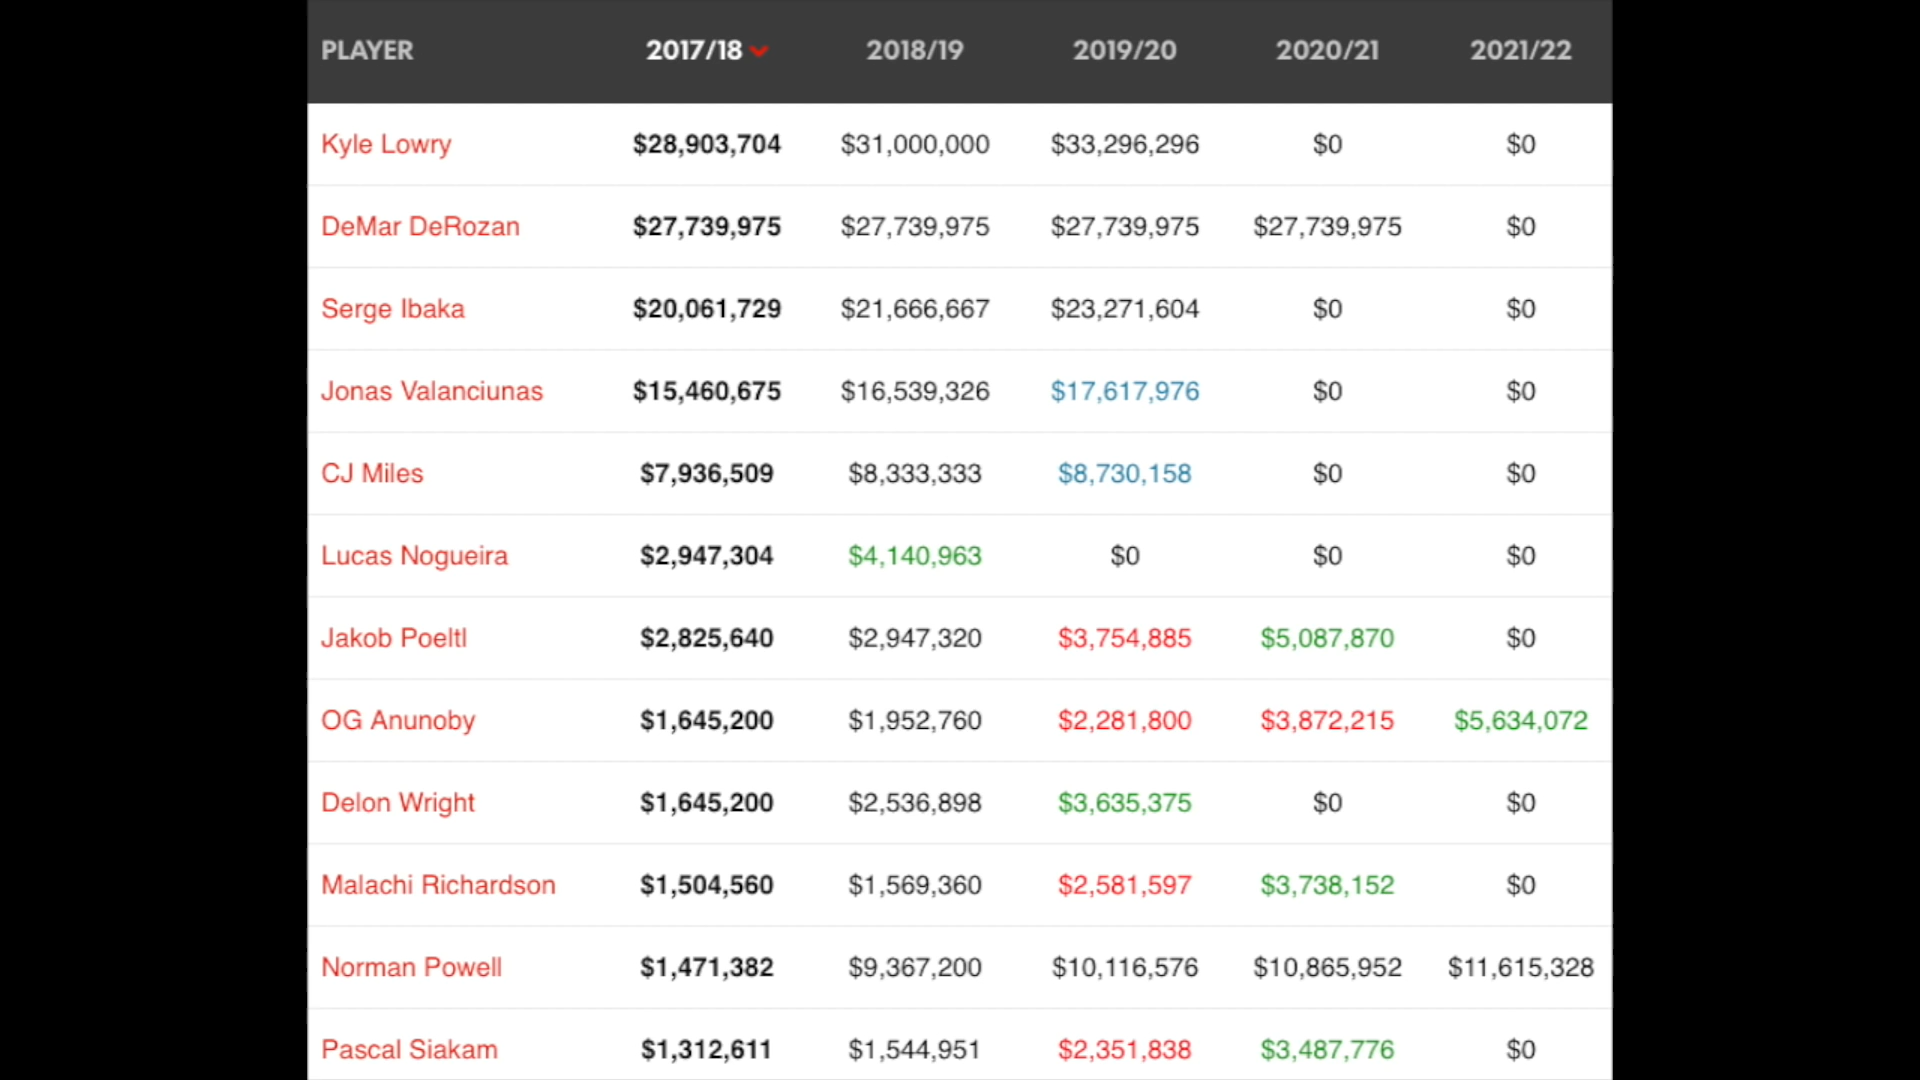 PLAYER 2017/18 2018/19 2019/20 2020/21 2021/22
Kyle Lowry $28,903,704 $31,000,000 $33,296,296 $0 $0
DeMar DeRozan $27,739,975 $27,739,975 $27,739,975 $27,739,975 $0
Serge Ibaka $20,061,729 $21,666,667 $23,271,604 $0 $0
Jonas Valanciunas $15,460,675 $16,539,326 $17,617,976 $0 $0
CJ Miles $7,936,509 $8,333,333 $8,730,158 $0 $0
Lucas Nogueira $2,947,304 $4,140,963 $0 $0 $0
Jakob Poeltl $2,825,640 $2,947,320 $3,754,885 $5,087,870 $0
OG Anunoby $1,645,200 $1,952,760 $2,281,800 $3,872,215 $5,634,072
Delon Wright $1,645,200 $2,536,898 $3,635,375 $0 $0
Malachi Richardson $1,504,560 $1,569,360 $2,581,597 $3,738,152 $0
Norman Powell $1,471,382 $9,367,200 $10,116,576 $10,865,952 $11,615,328
Pascal Siakam $1,312,611 $1,544,951 $2,351,838 $3,487,776 $0